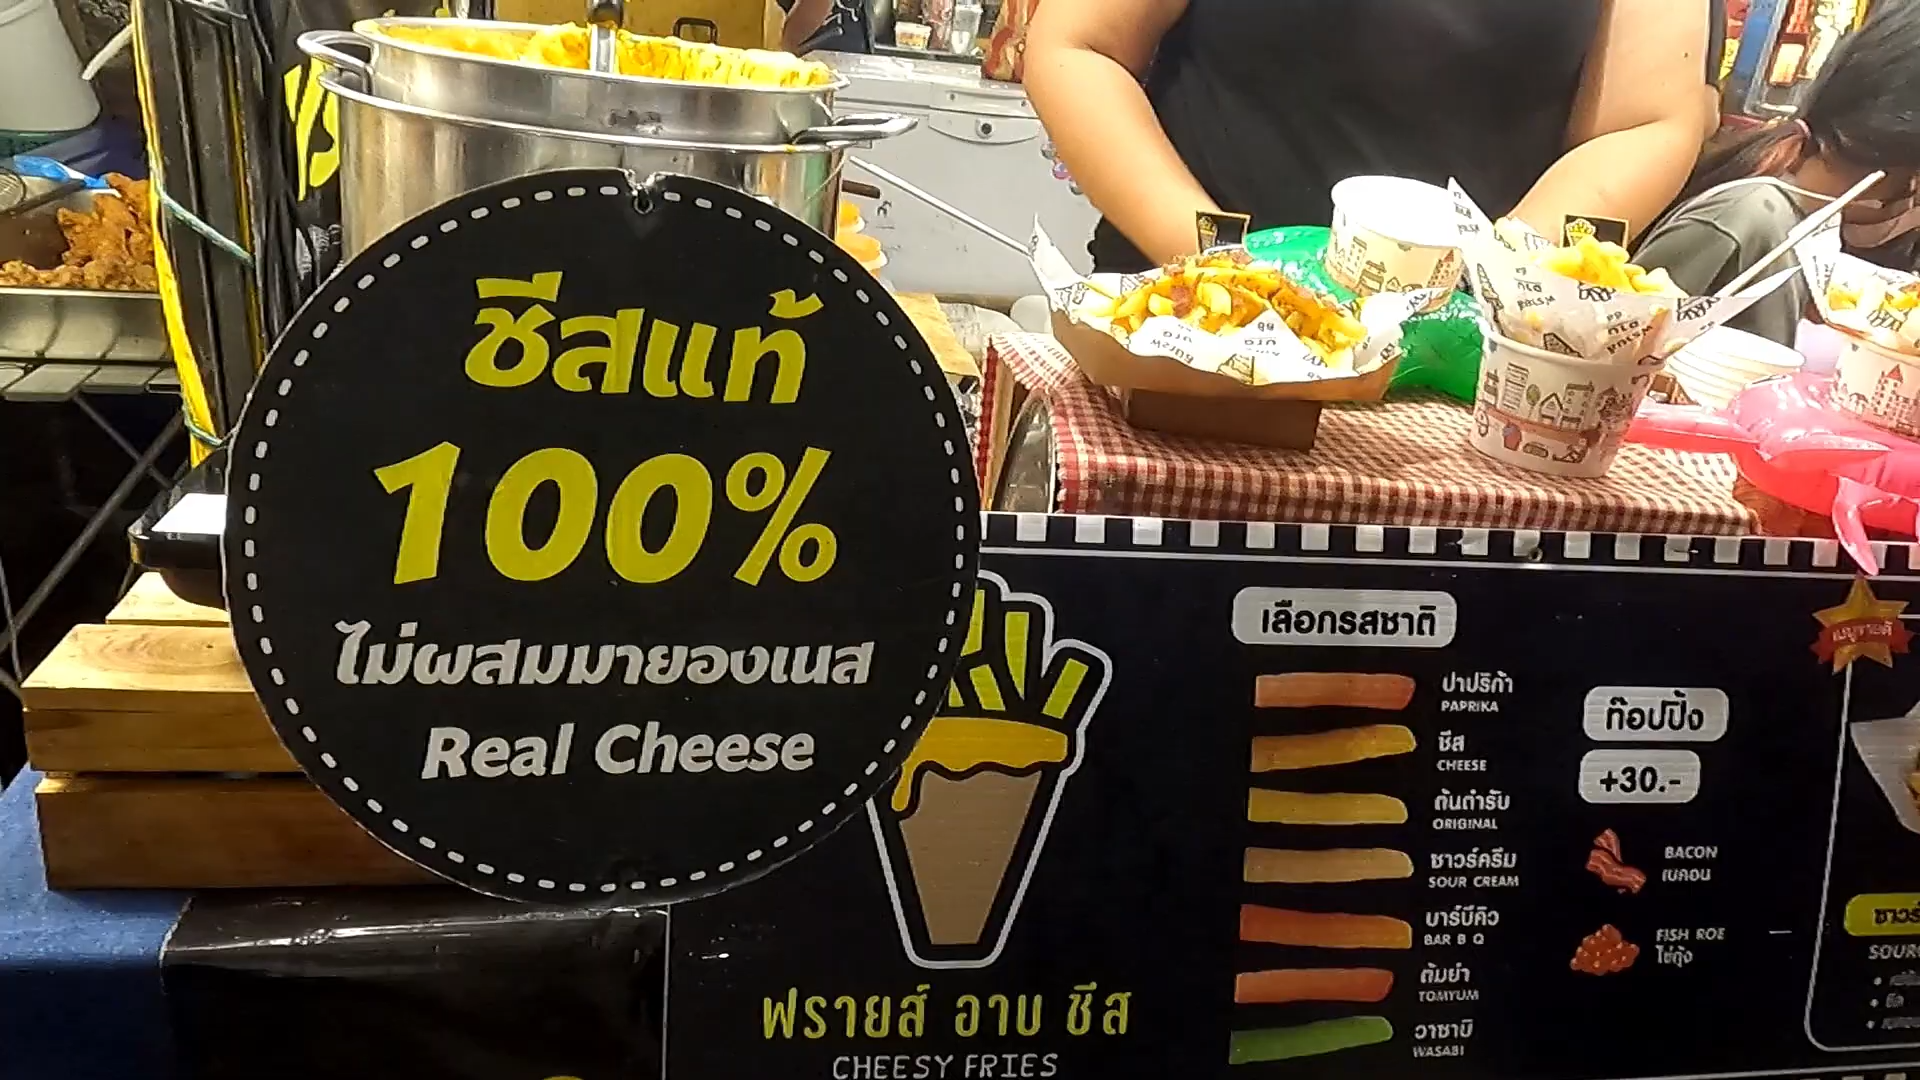 ชีสแท้
100%
ไม่ผสมมายองเนส
Real Cheese
ฟรายส์ อาบ ชีส
CHEESY FRIES
เลือกรสชาติ
ปาปริก้า
PAPRIKA
ชีส
CHEESE
ต้นตำรับ
ORIGINAL
ซาวร์ครีม
SOUR CREAM
บาร์บีคิว
BAR B Q
ต้มยำ
TOMYUM
วาซาบิ
WASABI
ท๊อปปิ้ง
+30.-
BACON
เบคอน
FISH ROE
ไข่กุ้ง